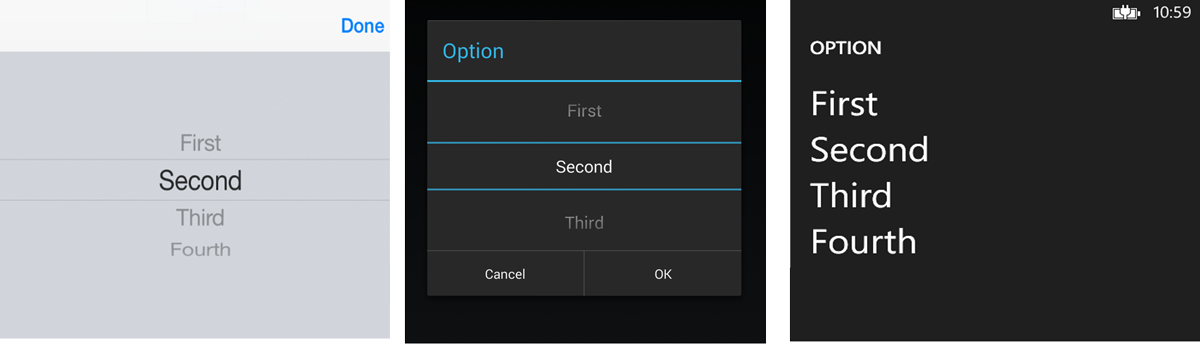 Done
First
Second
Third
Fourth
Option
First
Second
Third
Cancel
OK
10:59
OPTION
First
Second
Third
Fourth